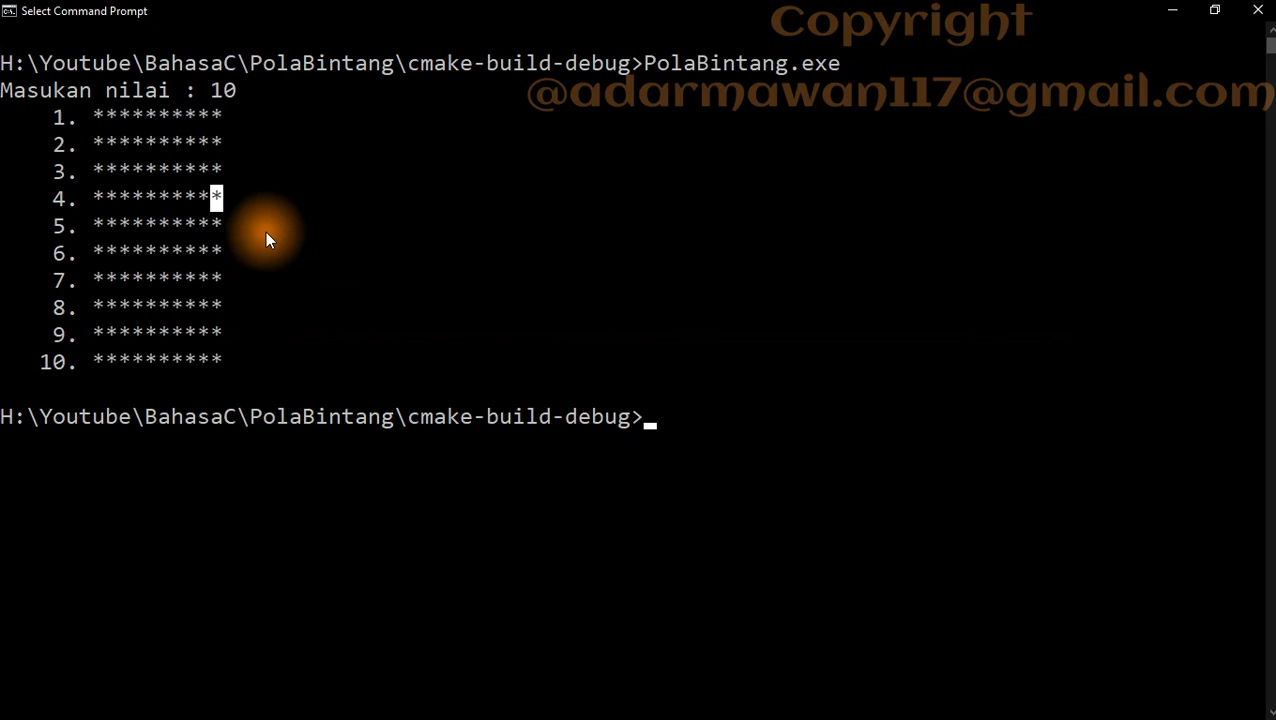 Select Command Prompt
Copyright
H:\Youtube\BahasaC\PolaBintang\cmake-build-debug>PolaBintang.exe
Masukan nilai : 10
@adarmawan117@gmail.com
1. **********
2. **********
3. **********
4. **********
5. **********
6. **********
7. **********
8. **********
9. **********
10. **********
H:\Youtube\BahasaC\PolaBintang\cmake-build-debug>